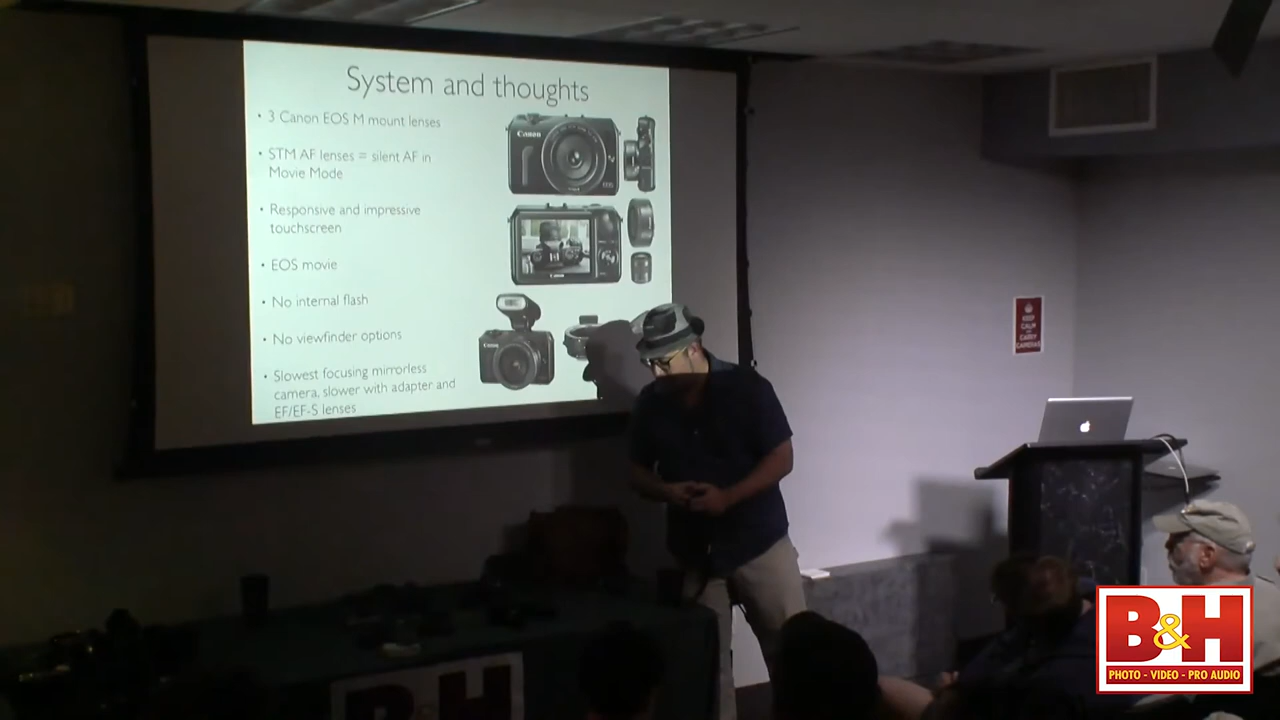 System and thoughts
• 3 Canon EOS M mount lenses
• STM AF lenses = silent AF in
Movie Mode
• Responsive and impressive
touchscreen
• EOS movie
• No internal flash
• No viewfinder options
• Slowest focusing mirrorless
camera, slower with adapter and
EF/EF-S lenses
Canon
EOS
Canon
KEEP
CALM
AND
CARRY
CAMERAS
B&H
B&H
PHOTO - VIDEO - PRO AUDIO